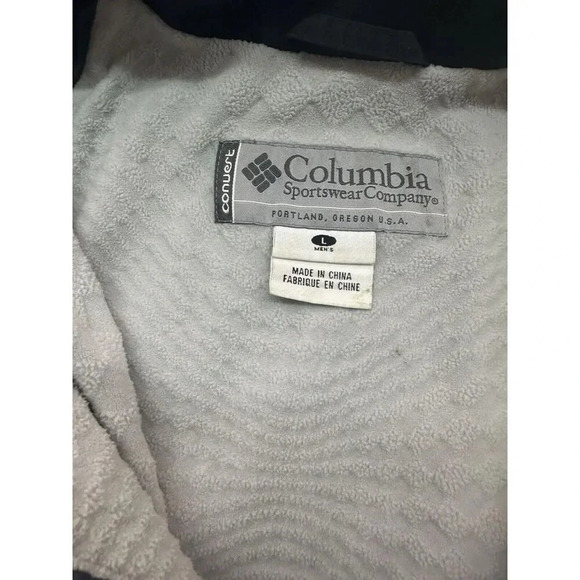 convert
Columbia
Sportswear Company®
PORTLAND, OREGON U.S.A.
L
MEN'S
MADE IN CHINA
FABRIQUE EN CHINE